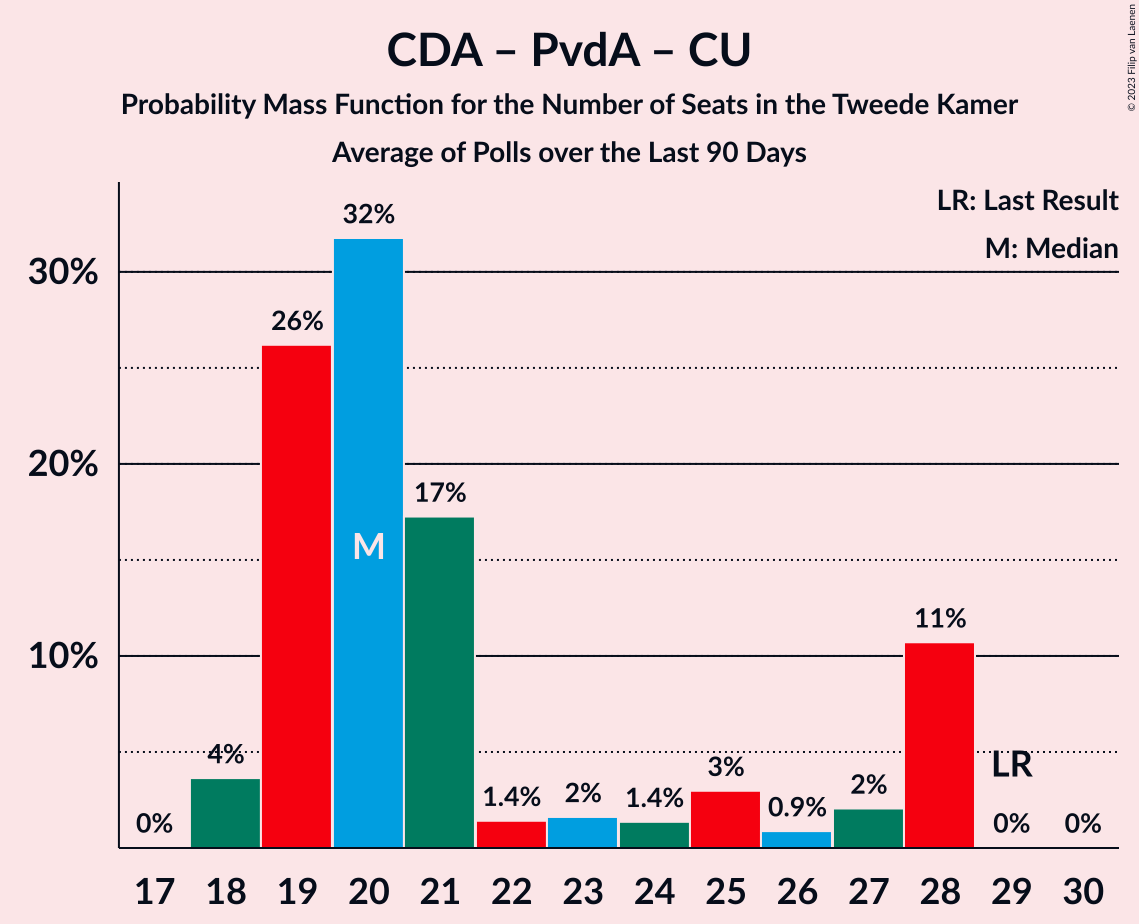 CDA – PvdA – CU
Probability Mass Function for the Number of Seats in the Tweede Kamer
Average of Polls over the Last 90 Days
© 2023 Filip van Laenen
LR: Last Result
M: Median
30%
20%
10%
0%
4%
26%
32%
17%
1.4%
2%
1.4%
3%
0.9%
2%
11%
0%
0%
M
LR
17 18 19 20 21 22 23 24 25 26 27 28 29 30